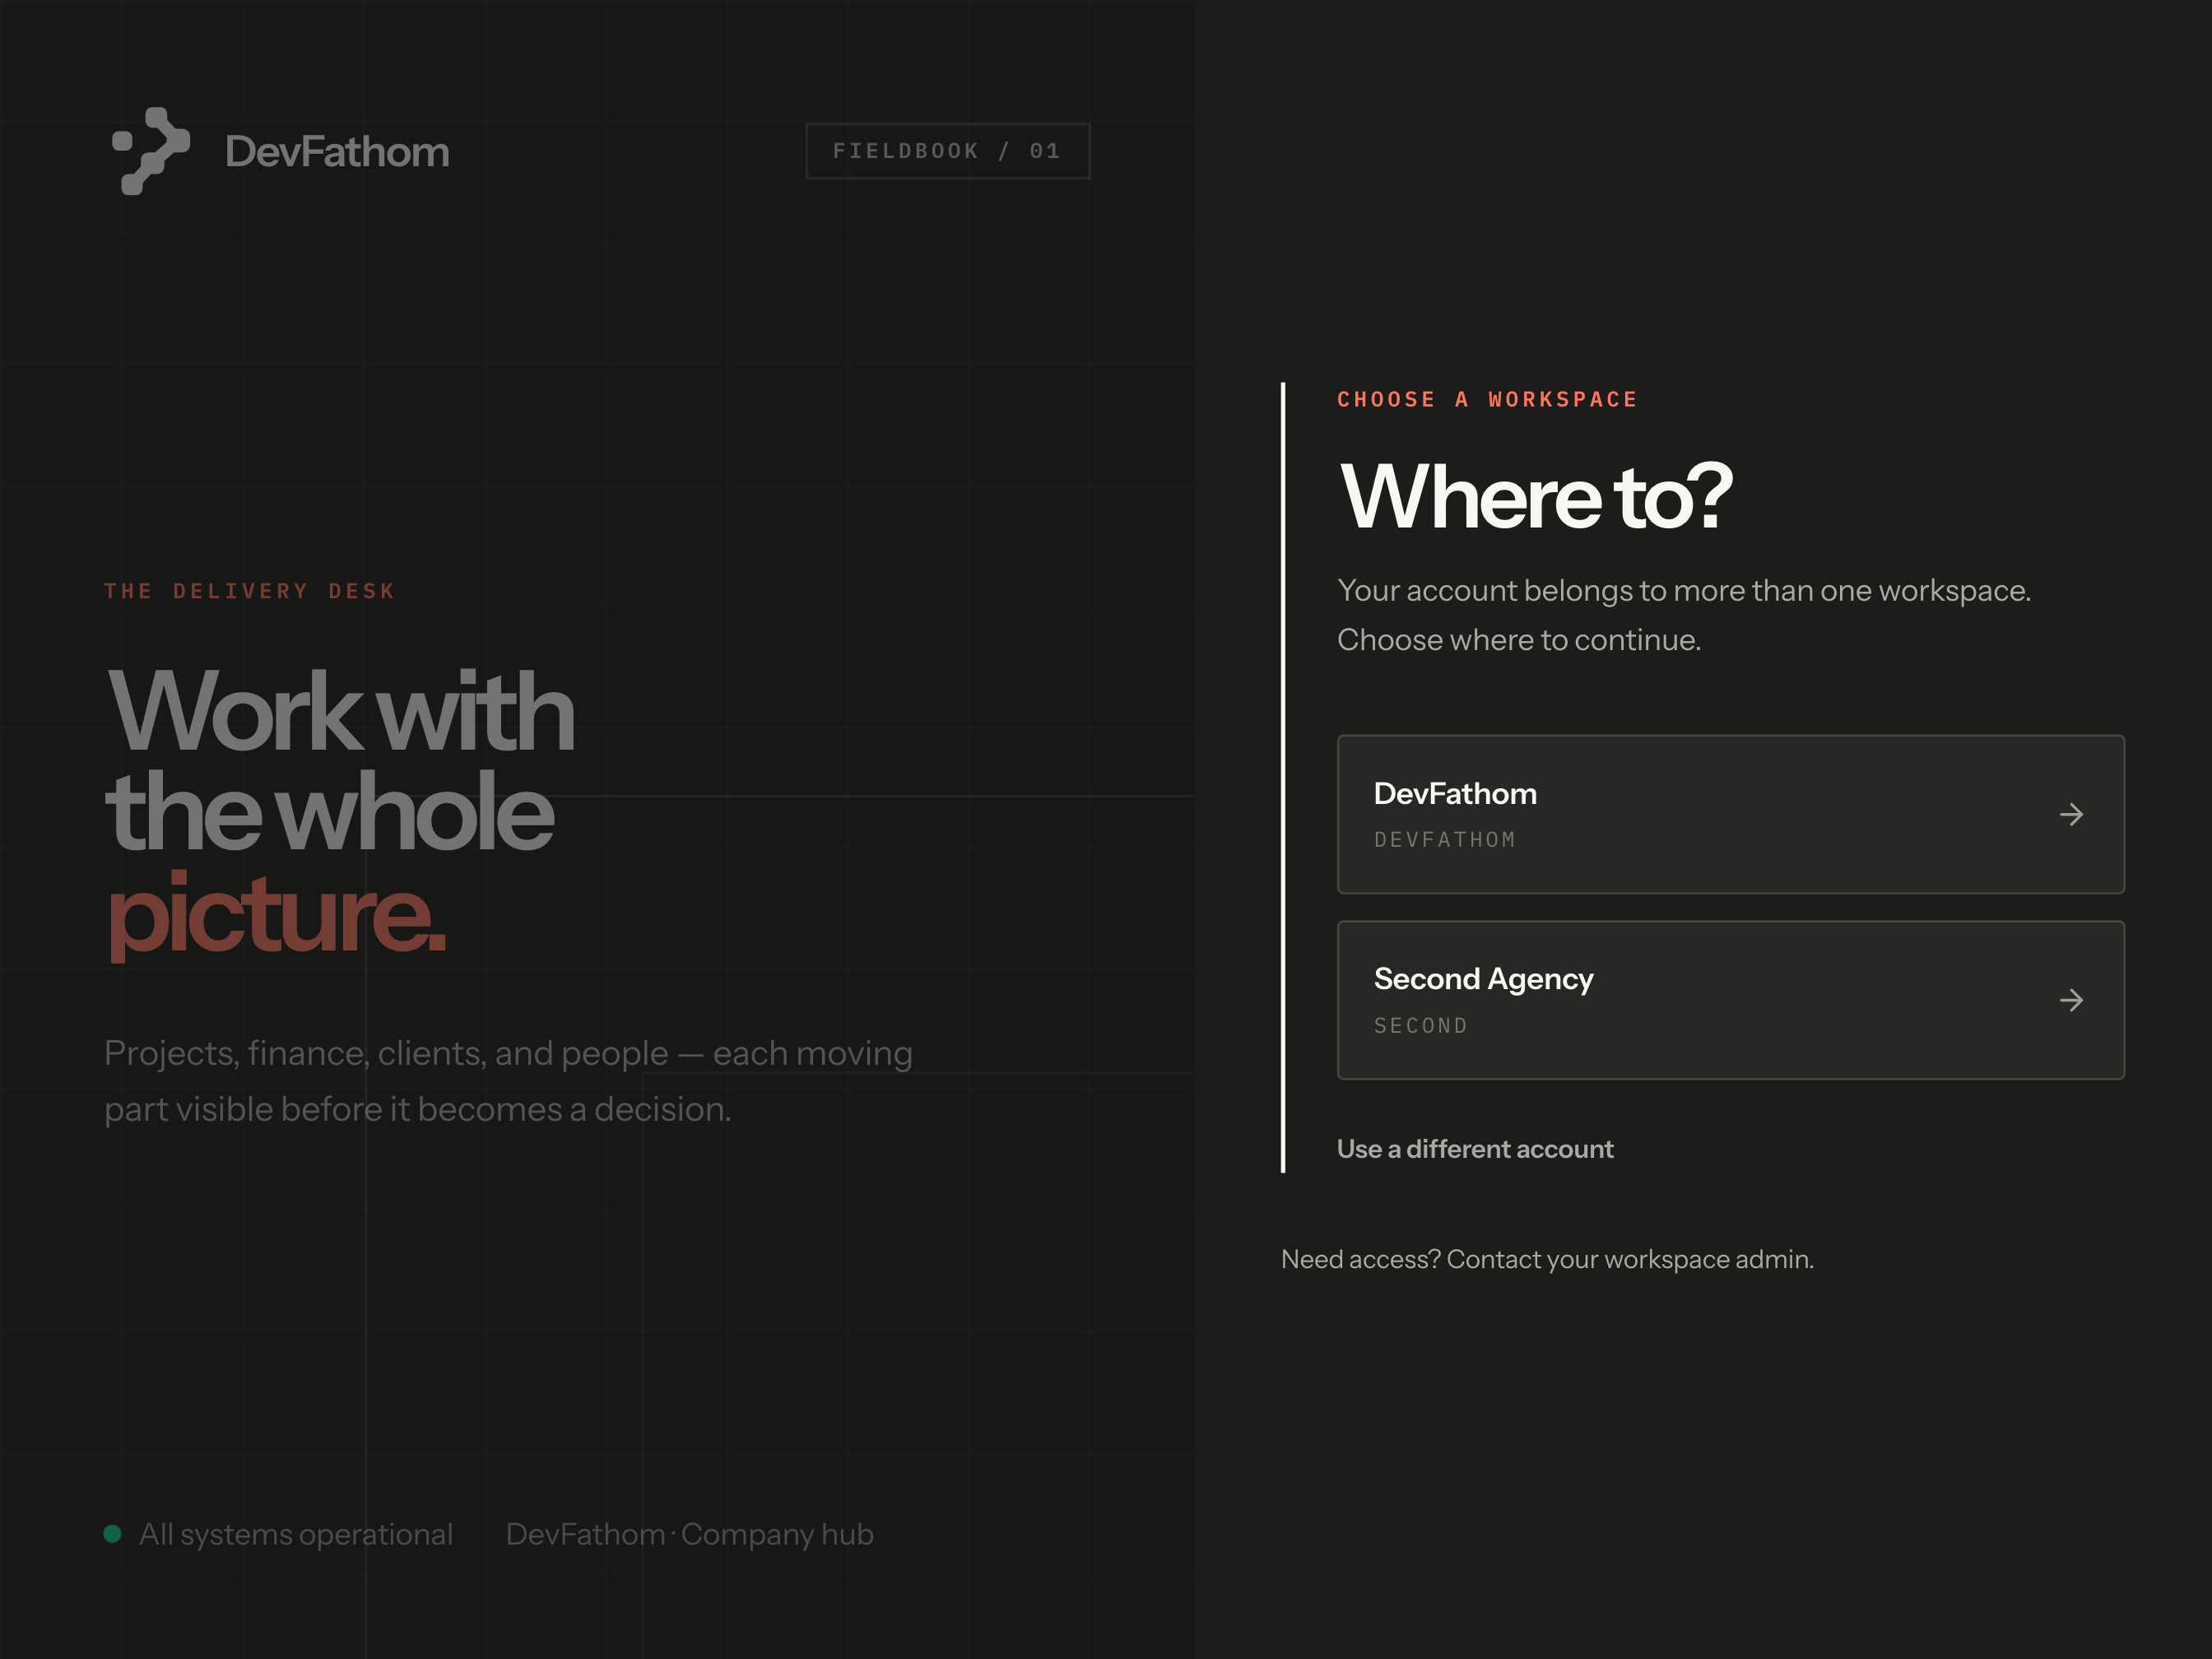 DevFathom
FIELDBOOK / 01
THE DELIVERY DESK
Work with
the whole
picture.
Projects, finance, clients, and people — each moving
part visible before it becomes a decision.
All systems operational
DevFathom · Company hub
CHOOSE A WORKSPACE
Where to?
Your account belongs to more than one workspace.
Choose where to continue.
DevFathom
DEVFATHOM
Second Agency
SECOND
Use a different account
Need access? Contact your workspace admin.